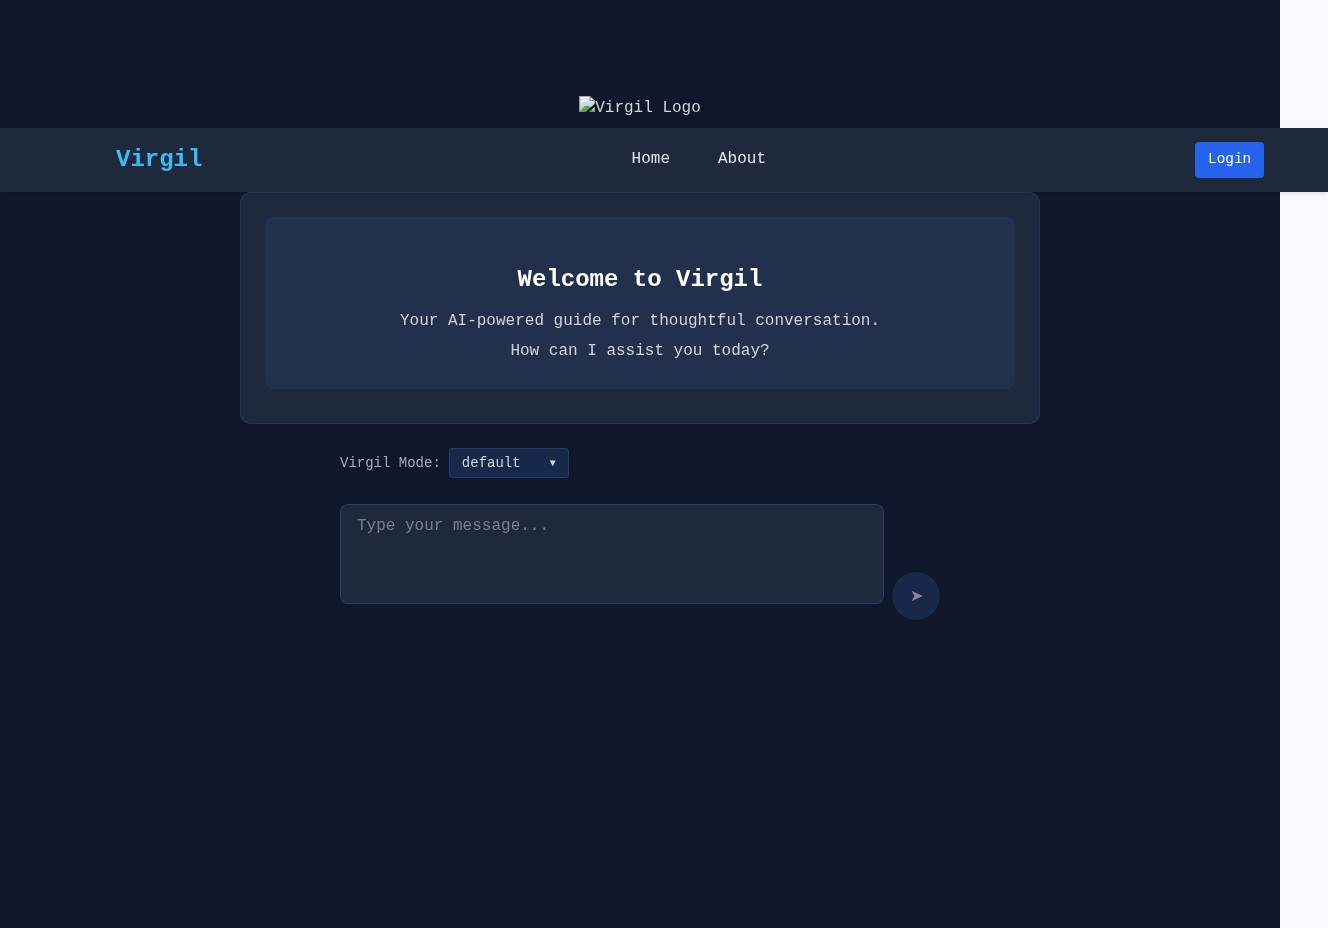 Virgil Logo
Virgil
Home
About
Login
Welcome to Virgil
Your AI-powered guide for thoughtful conversation.
How can I assist you today?
Virgil Mode: default
Type your message...